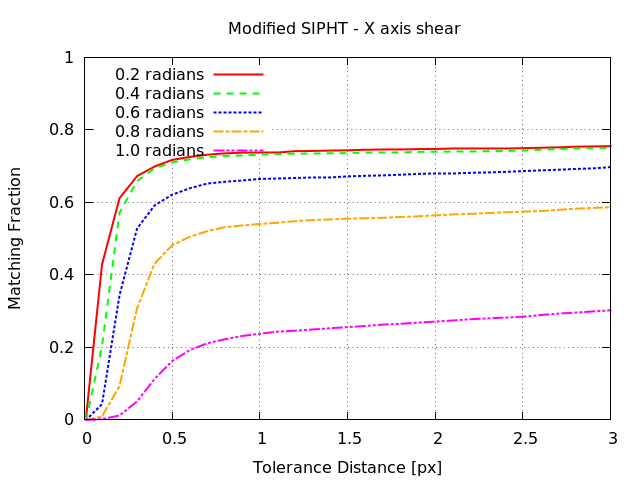 Modified SIPHT - X axis shear
Matching Fraction
1
0.8
0.6
0.4
0.2
0
0.2 radians
0.4 radians
0.6 radians
0.8 radians
1.0 radians
0 0.5 1 1.5 2 2.5 3
Tolerance Distance [px]